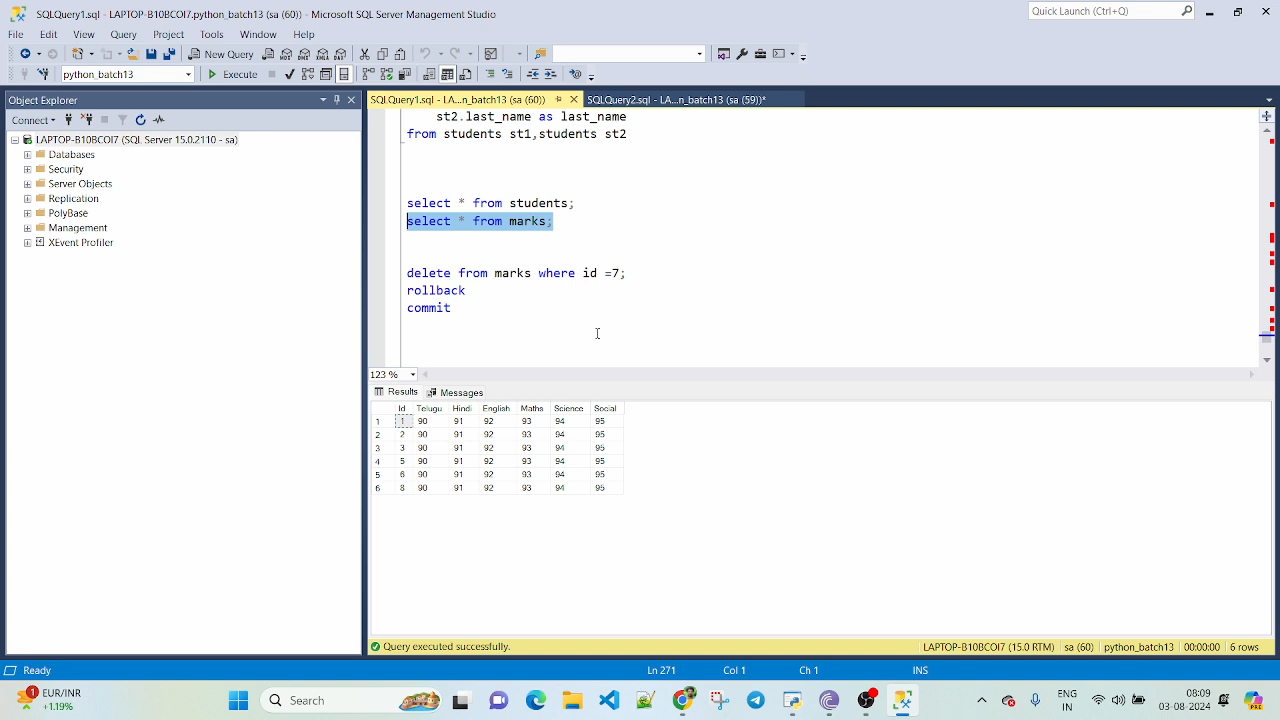 SQLQuery1.sql - LAPTOP-B10BCOI7.python_batch13 (sa (60))* - Microsoft SQL Server Management Studio
Quick Launch (Ctrl+Q)
File Edit View Query Project Tools Window Help
New Query
python_batch13 Execute
Object Explorer
SQLQuery1.sql - LA...n_batch13 (sa (60))* SQLQuery2.sql - LA...n_batch13 (sa (59))*
Connect
LAPTOP-B10BCOI7 (SQL Server 15.0.2110 - sa)
Databases
Security
Server Objects
Replication
PolyBase
Management
XEvent Profiler
st2.last_name as last_name
from students st1,students st2
select * from students;
select * from marks;
delete from marks where id =7;
rollback
commit
123 %
Results Messages
Id Telugu Hindi English Maths Science Social
1 1 90 91 92 93 94 95
2 2 90 91 92 93 94 95
3 3 90 91 92 93 94 95
4 5 90 91 92 93 94 95
5 6 90 91 92 93 94 95
6 8 90 91 92 93 94 95
Query executed successfully. LAPTOP-B10BCOI7 (15.0 RTM) sa (60) python_batch13 00:00:00 6 rows
Ready Ln 271 Col 1 Ch 1 INS
1 EUR/INR
+1.19%
Search
ENG
IN
08:09
03-08-2024